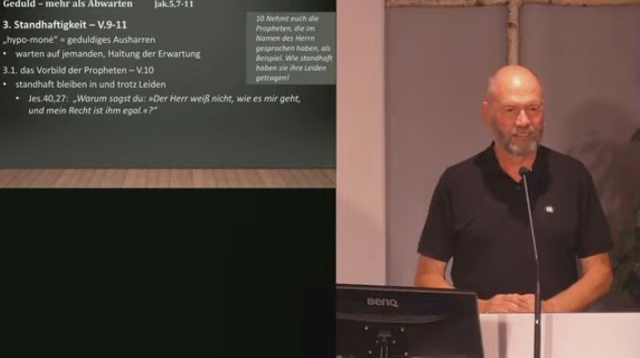 Geduld – mehr als Abwarten Jak.5,7-11
3. Standhaftigkeit – V.9-11
„hypo-moné" = geduldiges Ausharren
• warten auf jemanden, Haltung der Erwartung
3.1. das Vorbild der Propheten – V.10
• standhaft bleiben in und trotz Leiden
• Jes.40,27: „Warum sagst du: »Der Herr weiß nicht, wie es mir geht,
und mein Recht ist ihm egal.«?"
10 Nehmt euch die
Propheten, die im
Namen des Herrn
gesprochen haben, als
Beispiel. Wie standhaft
haben sie ihre Leiden
getragen!
BENQ